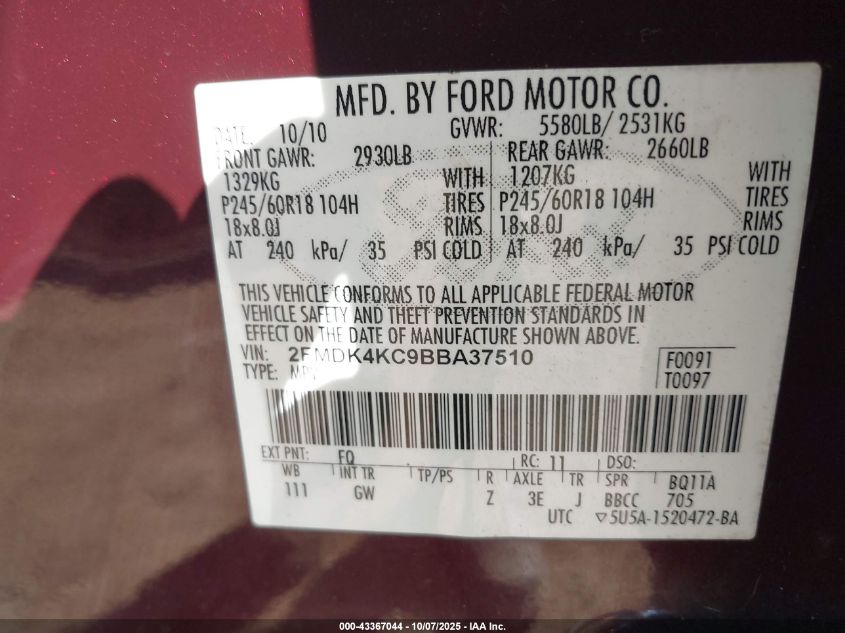 MFD. BY FORD MOTOR CO.
DATE: 10/10 GVWR: 5580LB/ 2531KG
FRONT GAWR: 2930LB REAR GAWR: 2660LB
1329KG WITH 1207KG WITH
P245/60R18 104H TIRES P245/60R18 104H TIRES
18x8.0J RIMS 18x8.0J RIMS
AT 240 kPa/ 35 PSI COLD AT 240 kPa/ 35 PSI COLD
THIS VEHICLE CONFORMS TO ALL APPLICABLE FEDERAL MOTOR
VEHICLE SAFETY AND THEFT PREVENTION STANDARDS IN
EFFECT ON THE DATE OF MANUFACTURE SHOWN ABOVE.
VIN: 2FMDK4KC9BBA37510 F0091
TYPE: MPV T0097
EXT PNT: FQ RC: 11 DSO:
WB INT TR TP/PS R AXLE TR SPR BQ11A
111 GW Z 3E J BBCC 705
UTC ▽5U5A-1520472-BA
000-43367044 - 10/07/2025 - IAA Inc.